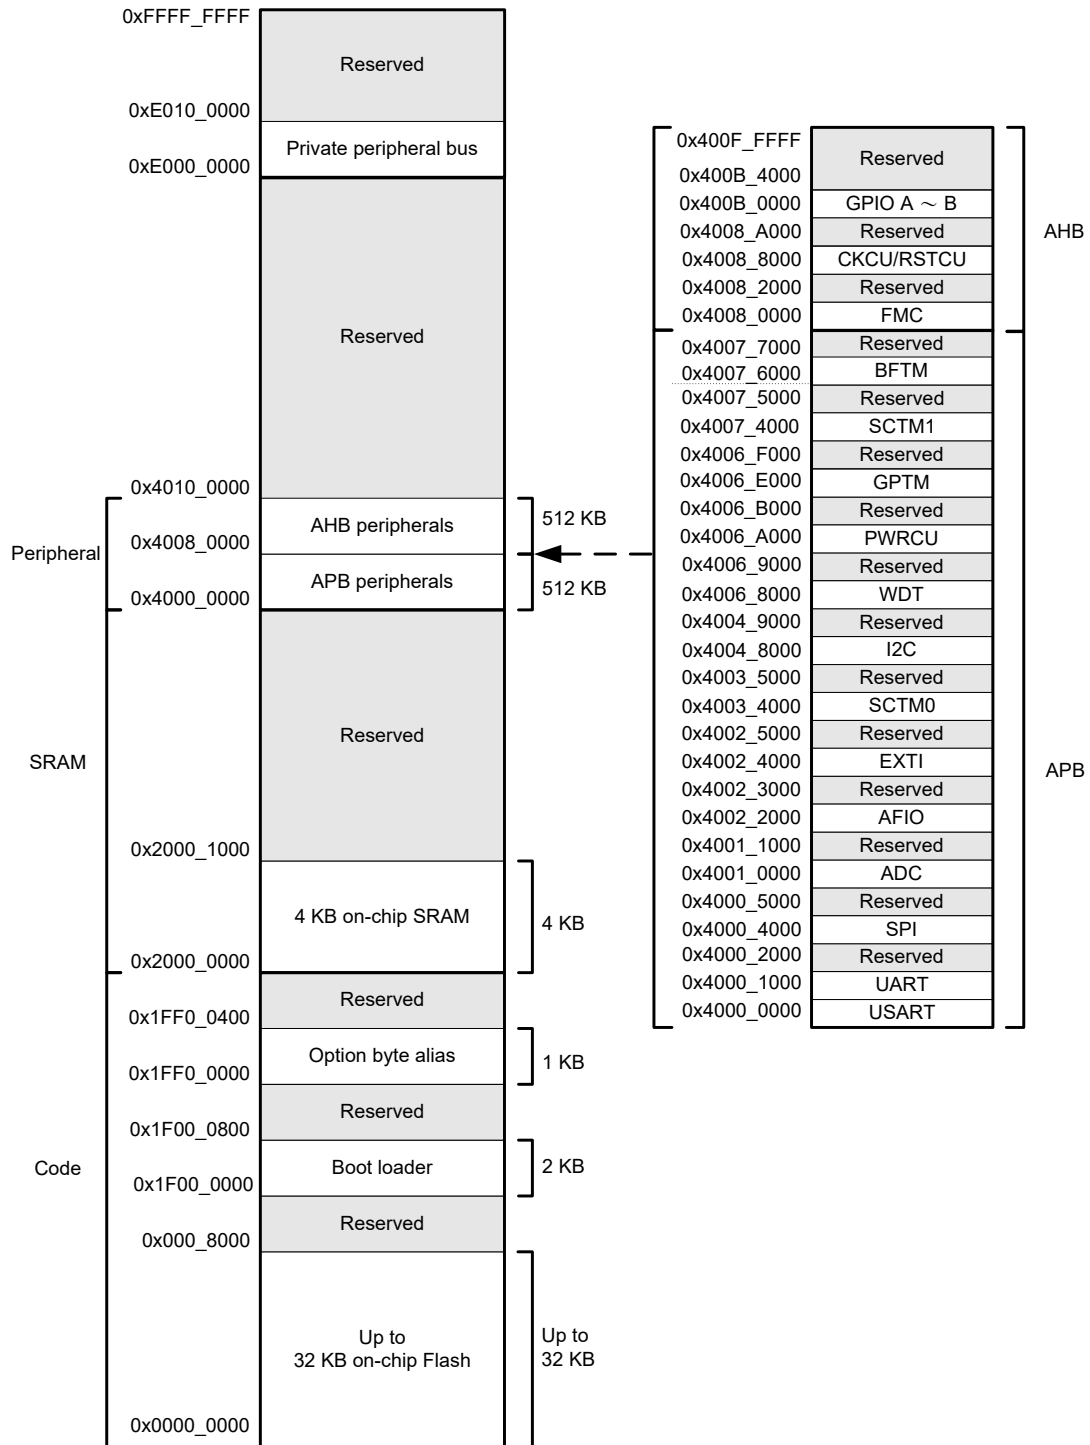 0xFFFF_FFFF
Reserved
0xE010_0000
Private peripheral bus
0xE000_0000
Reserved
0x4010_0000
AHB peripherals
512 KB
Peripheral
0x4008_0000
APB peripherals
512 KB
0x4000_0000
Reserved
SRAM
0x2000_1000
4 KB on-chip SRAM
4 KB
0x2000_0000
Reserved
0x1FF0_0400
Option byte alias
1 KB
0x1FF0_0000
Reserved
0x1F00_0800
Code
Boot loader
2 KB
0x1F00_0000
Reserved
0x000_8000
Up to
32 KB on-chip Flash
Up to
32 KB
0x0000_0000
0x400F_FFFF
Reserved
0x400B_4000
0x400B_0000 GPIO A ~ B
0x4008_A000 Reserved
AHB
0x4008_8000 CKCU/RSTCU
0x4008_2000 Reserved
0x4008_0000 FMC
0x4007_7000 Reserved
0x4007_6000 BFTM
0x4007_5000 Reserved
0x4007_4000 SCTM1
0x4006_F000 Reserved
0x4006_E000 GPTM
0x4006_B000 Reserved
0x4006_A000 PWRCU
0x4006_9000 Reserved
0x4006_8000 WDT
0x4004_9000 Reserved
0x4004_8000 I2C
0x4003_5000 Reserved
0x4003_4000 SCTM0
0x4002_5000 Reserved
0x4002_4000 EXTI
APB
0x4002_3000 Reserved
0x4002_2000 AFIO
0x4001_1000 Reserved
0x4001_0000 ADC
0x4000_5000 Reserved
0x4000_4000 SPI
0x4000_2000 Reserved
0x4000_1000 UART
0x4000_0000 USART